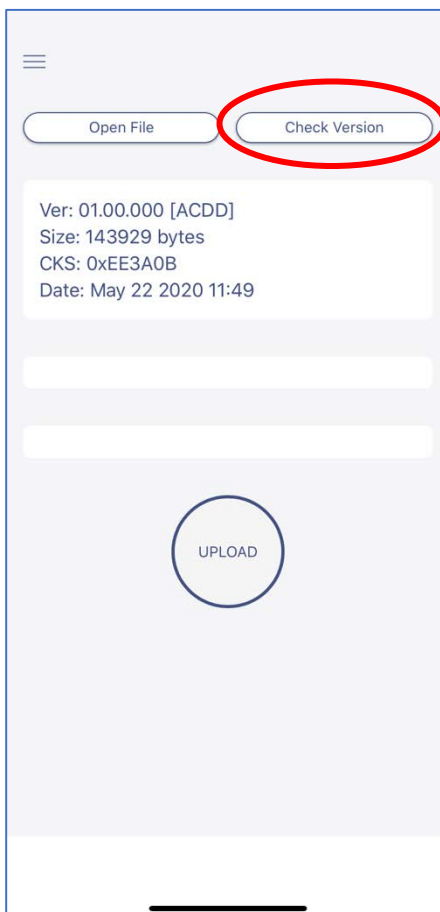 Open File
Check Version
Ver: 01.00.000 [ACDD]
Size: 143929 bytes
CKS: 0xEE3A0B
Date: May 22 2020 11:49
UPLOAD